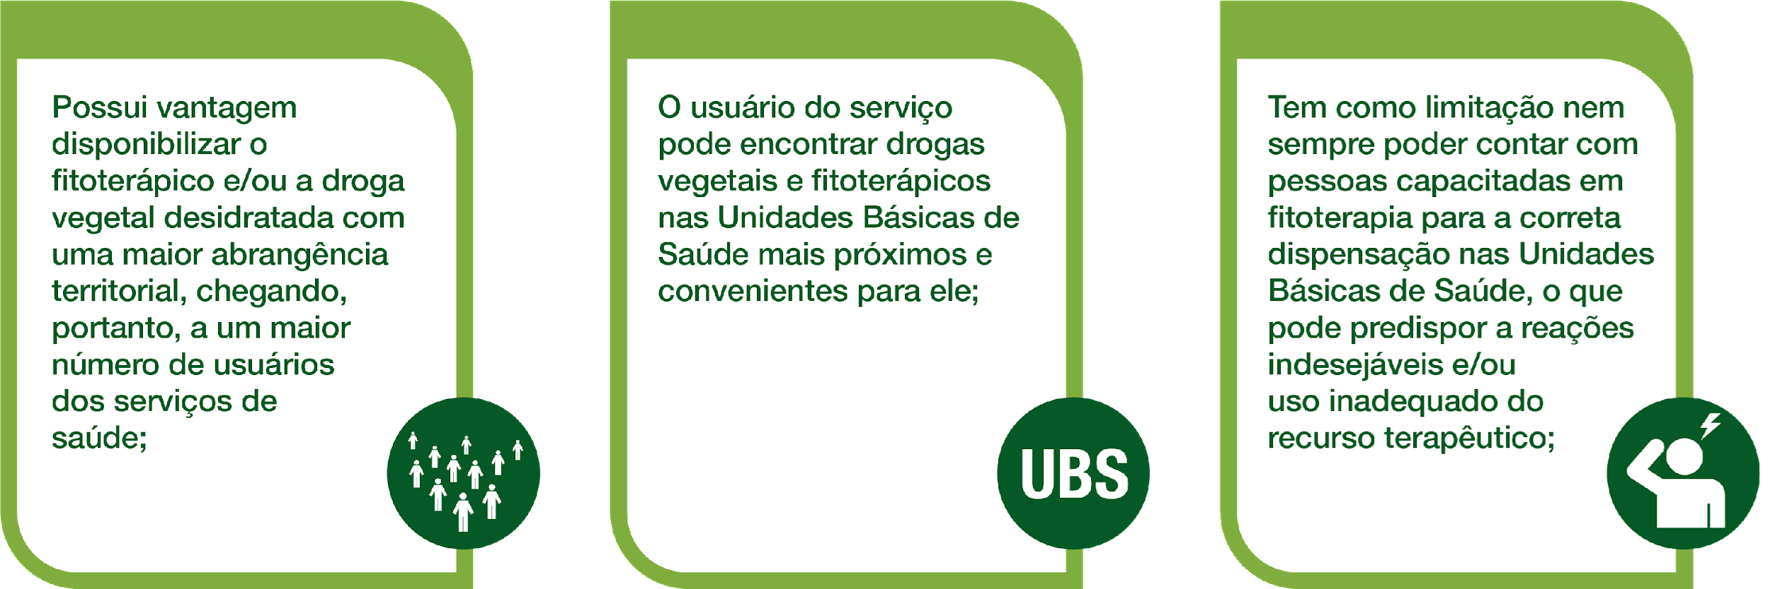 Possui vantagem
disponibilizar o
fitoterápico e/ou a droga
vegetal desidratada com
uma maior abrangência
territorial, chegando,
portanto, a um maior
número de usuários
dos serviços de
saúde;
O usuário do serviço
pode encontrar drogas
vegetais e fitoterápicos
nas Unidades Básicas de
Saúde mais próximos e
convenientes para ele;
UBS
Tem como limitação nem
sempre poder contar com
pessoas capacitadas em
fitoterapia para a correta
dispensação nas Unidades
Básicas de Saúde, o que
pode predispor a reações
indesejáveis e/ou
uso inadequado do
recurso terapêutico;